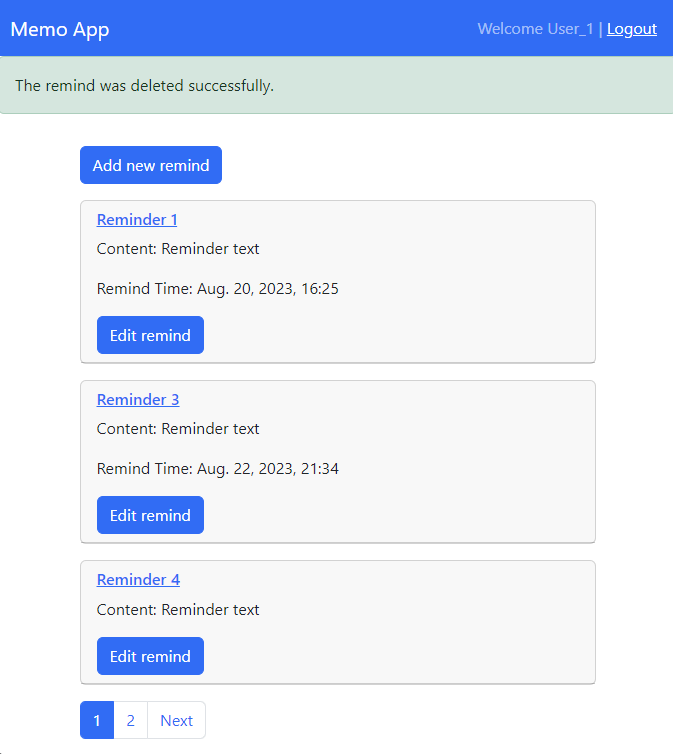 Memo App
Welcome User_1 | Logout
The remind was deleted successfully.
Add new remind
Reminder 1
Content: Reminder text
Remind Time: Aug. 20, 2023, 16:25
Edit remind
Reminder 3
Content: Reminder text
Remind Time: Aug. 22, 2023, 21:34
Edit remind
Reminder 4
Content: Reminder text
Edit remind
1 2 Next